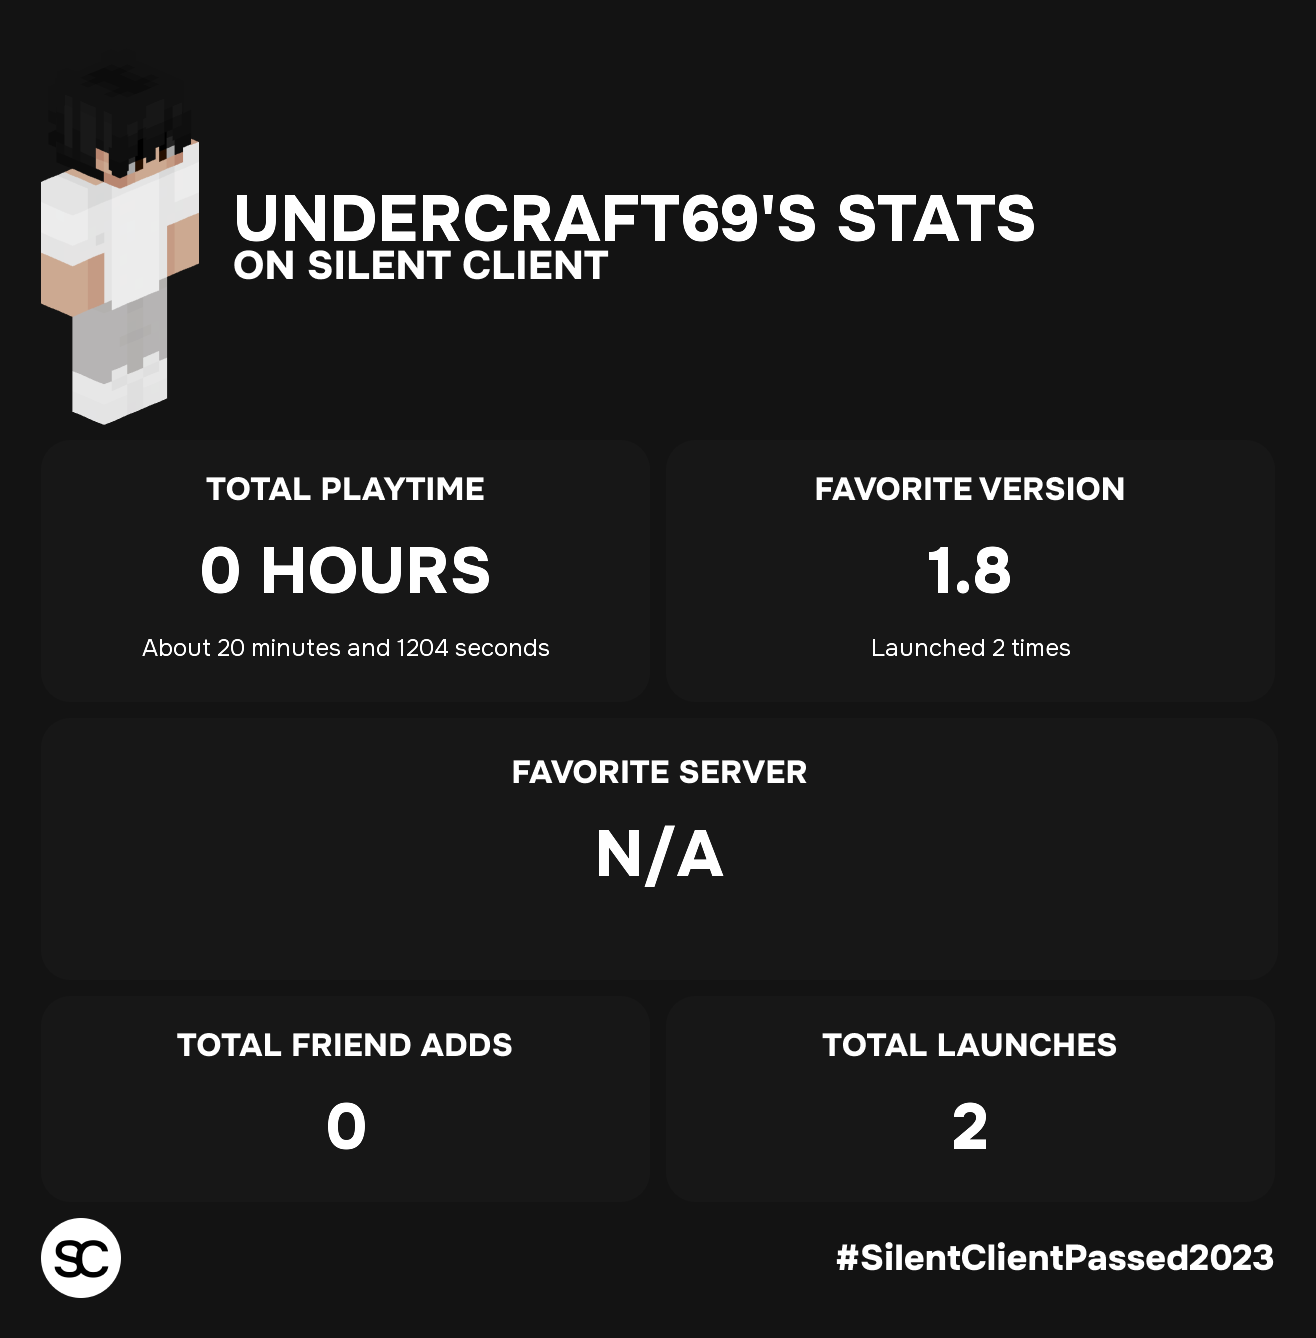 UNDERCRAFT69'S STATS
ON SILENT CLIENT
TOTAL PLAYTIME
0 HOURS
About 20 minutes and 1204 seconds
FAVORITE VERSION
1.8
Launched 2 times
FAVORITE SERVER
N/A
TOTAL FRIEND ADDS
0
TOTAL LAUNCHES
2
SC
#SilentClientPassed2023